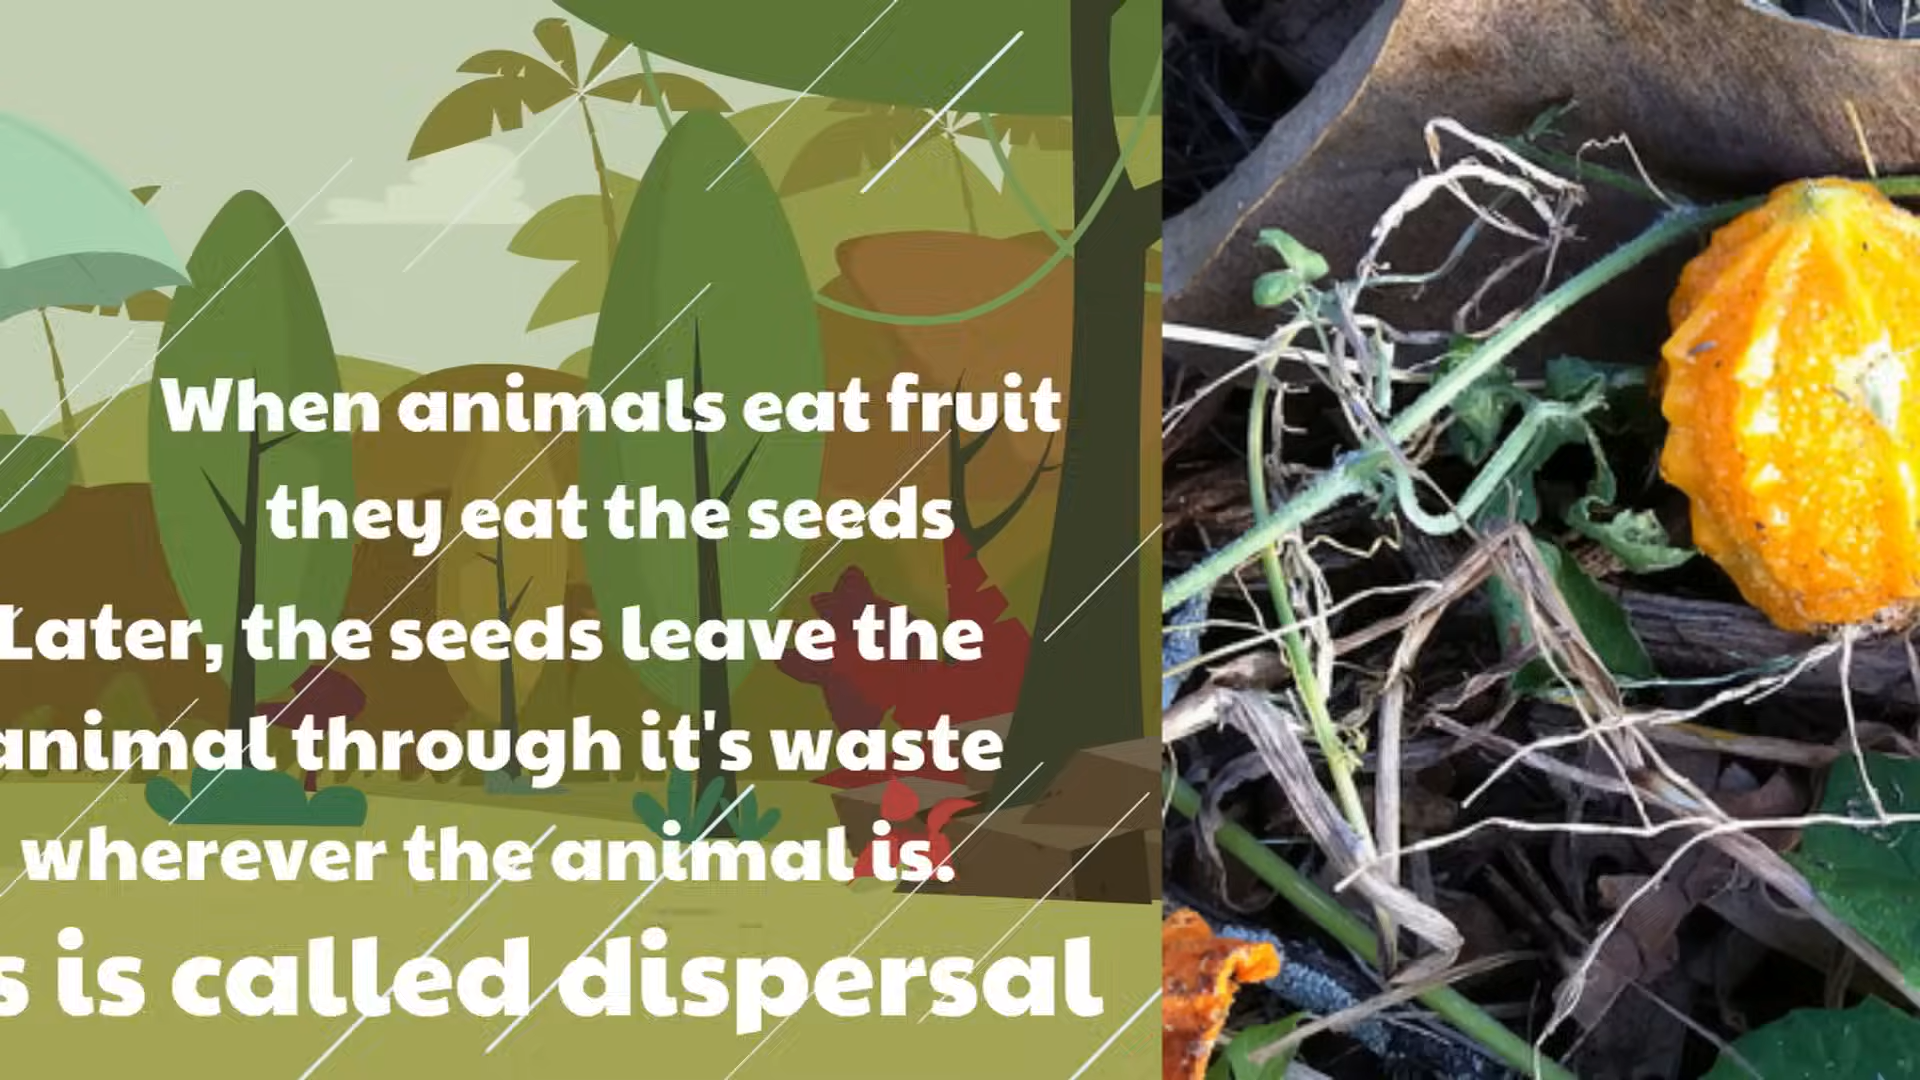 When animals eat fruit
they eat the seeds
Later, the seeds leave the
animal through it's waste
wherever the animal is.
s is called dispersal